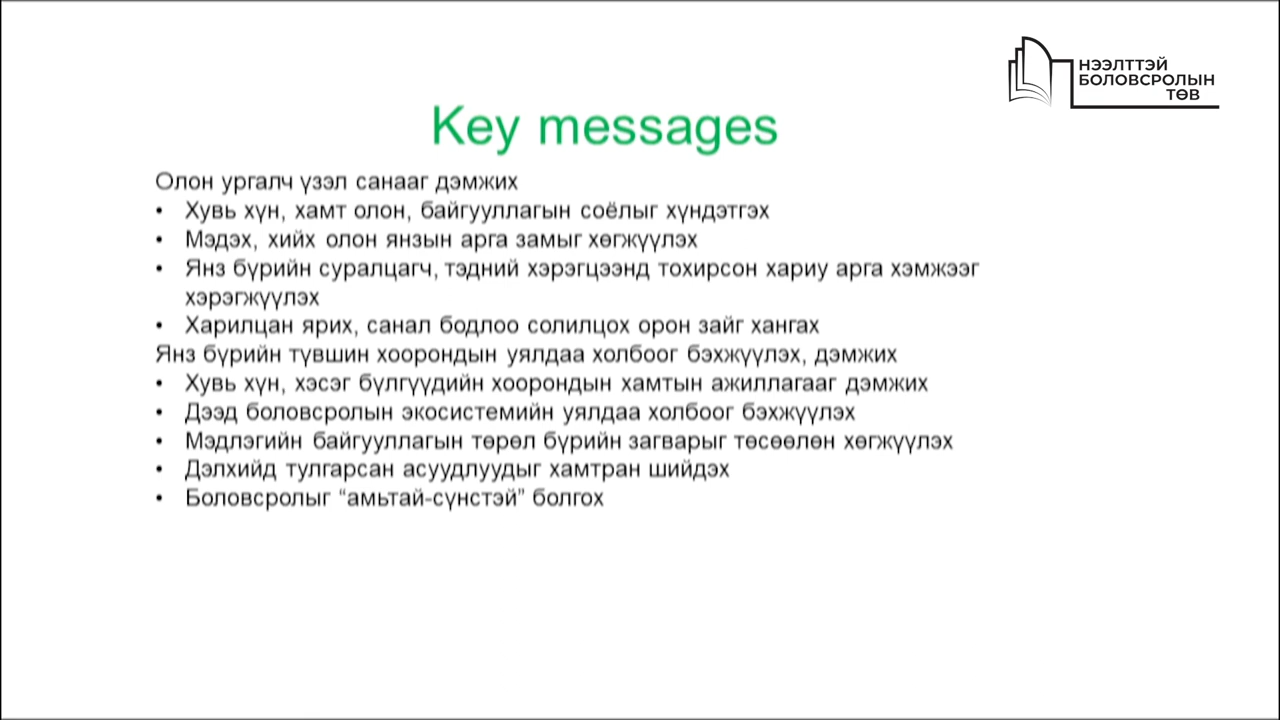 НЭЭЛТТЭЙ
БОЛОВСРОЛЫН
ТӨВ
Key messages
Олон ургалч үзэл санааг дэмжих
• Хувь хүн, хамт олон, байгууллагын соёлыг хүндэтгэх
• Мэдэх, хийх олон янзын арга замыг хөгжүүлэх
• Янз бүрийн суралцагч, тэдний хэрэгцээнд тохирсон хариу арга хэмжээг
хэрэгжүүлэх
• Харилцан ярих, санал бодлоо солилцох орон зайг хангах
Янз бүрийн түвшин хоорондын уялдаа холбоог бэхжүүлэх, дэмжих
• Хувь хүн, хэсэг бүлгүүдийн хоорондын хамтын ажиллагааг дэмжих
• Дээд боловсролын экосистемийн уялдаа холбоог бэхжүүлэх
• Мэдлэгийн байгууллагын төрөл бүрийн загварыг төсөөлөн хөгжүүлэх
• Дэлхийд тулгарсан асуудлуудыг хамтран шийдэх
• Боловсролыг “амьтай-сүнстэй” болгох